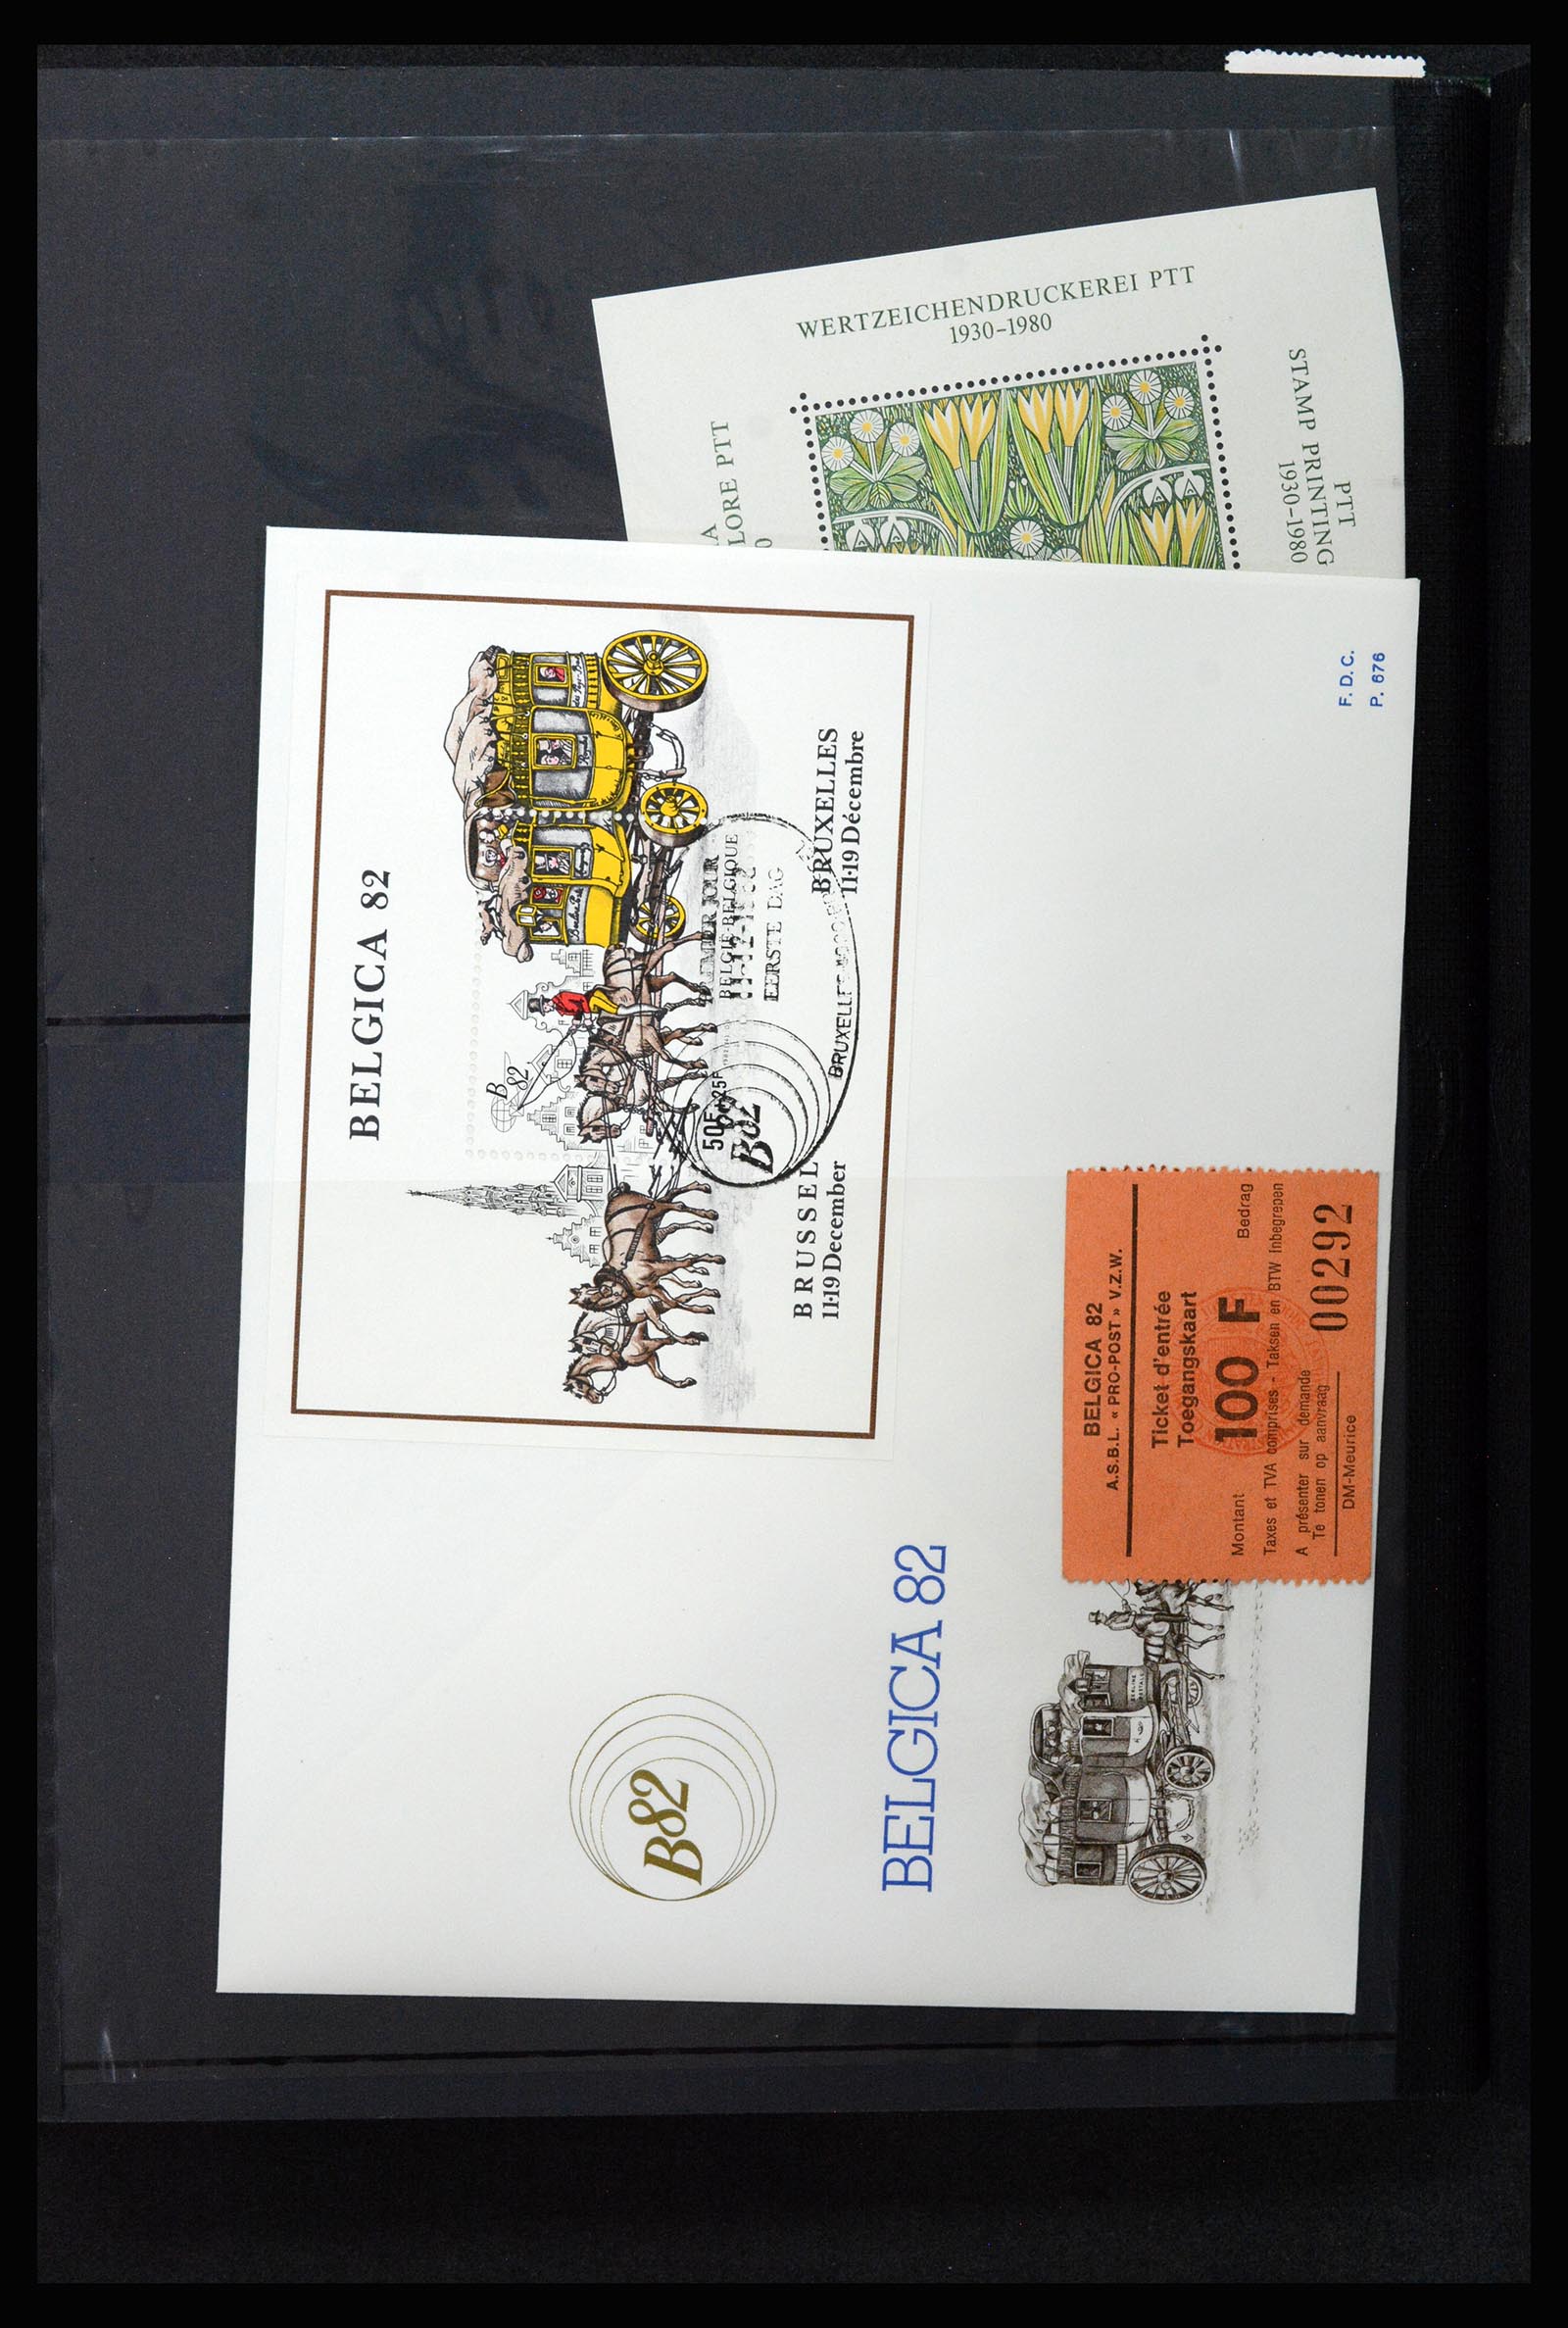 WERTZEICHENDRUCKEREI PTT
1930–1980
PTT
STAMP PRINTING
1930–1980
LORE PTT
BELGICA 82
B
82
BRUXELLES
11-19 Décembre
BELGIE-BELGIQUE
EERSTE DAG
50F+25F
B82
BRUSSEL
11-19 December
F. D. C.
P. 676
BELGICA 82
A.S.B.L. « PRO-POST » V.Z.W.
Ticket d'entrée
Toegangskaart
Montant 100 F Bedrag
Taxes et TVA comprises - Taksen en BTW Inbegrepen
A présenter sur demande
Te tonen op aanvraag
00292
DM-Meurice
B82
BELGICA 82